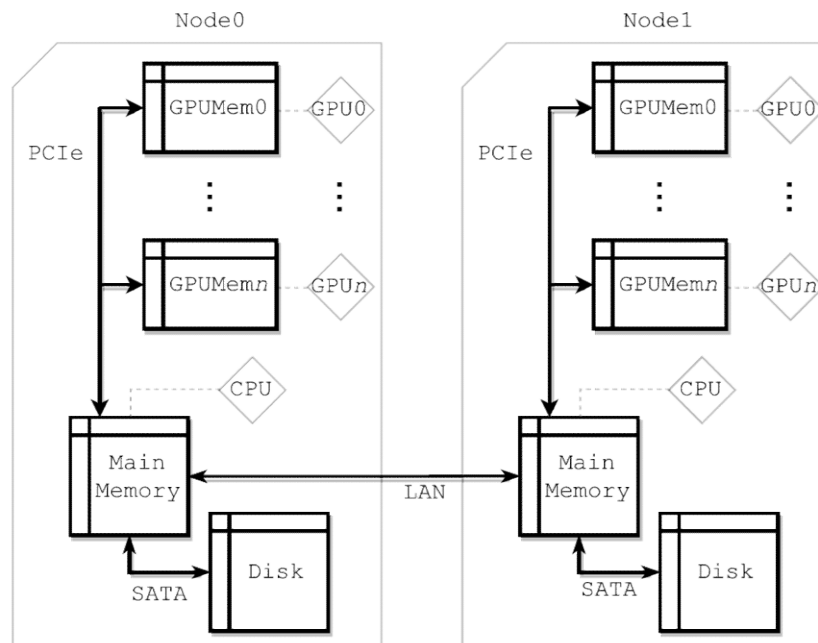 Node0
Node1
GPUMem0
GPU0
PCIe
GPUMemn
GPUn
CPU
Main
Memory
SATA
Disk
LAN
GPUMem0
GPU0
PCIe
GPUMemn
GPUn
CPU
Main
Memory
SATA
Disk